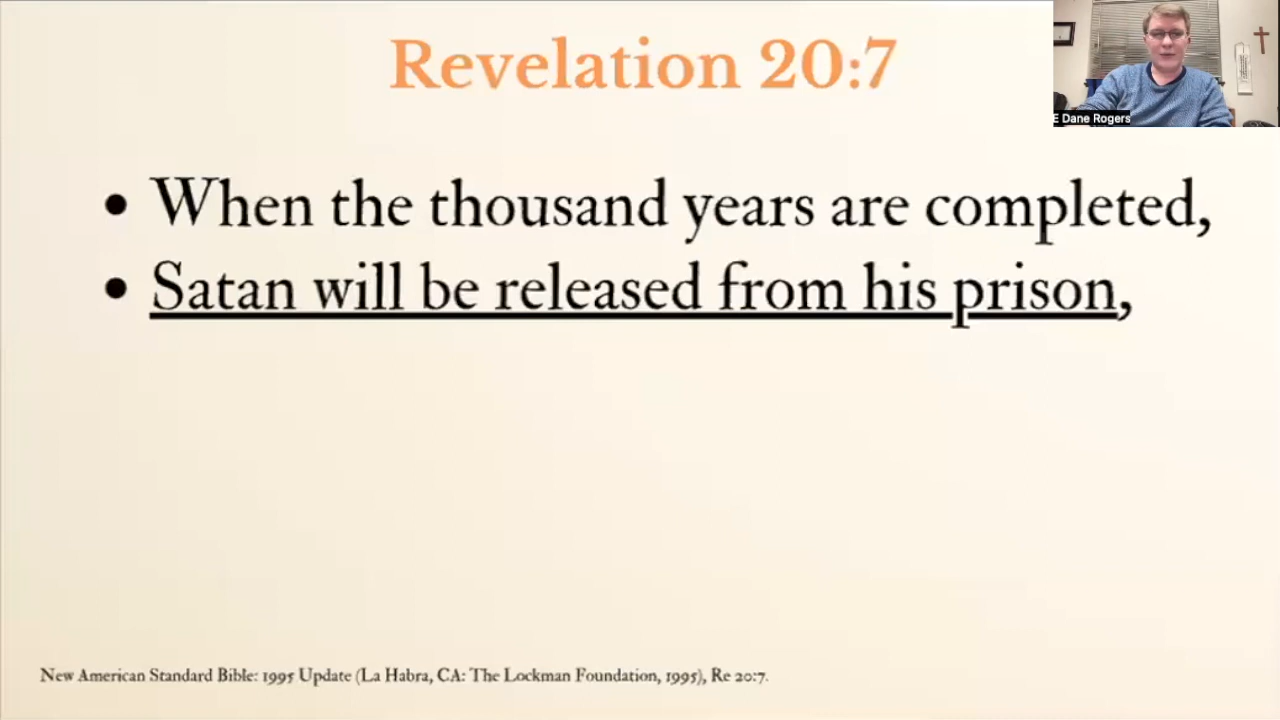 Revelation 20:7
E Dane Rogers
• When the thousand years are completed,
• Satan will be released from his prison,
New American Standard Bible: 1995 Update (La Habra, CA: The Lockman Foundation, 1995), Re 20:7.